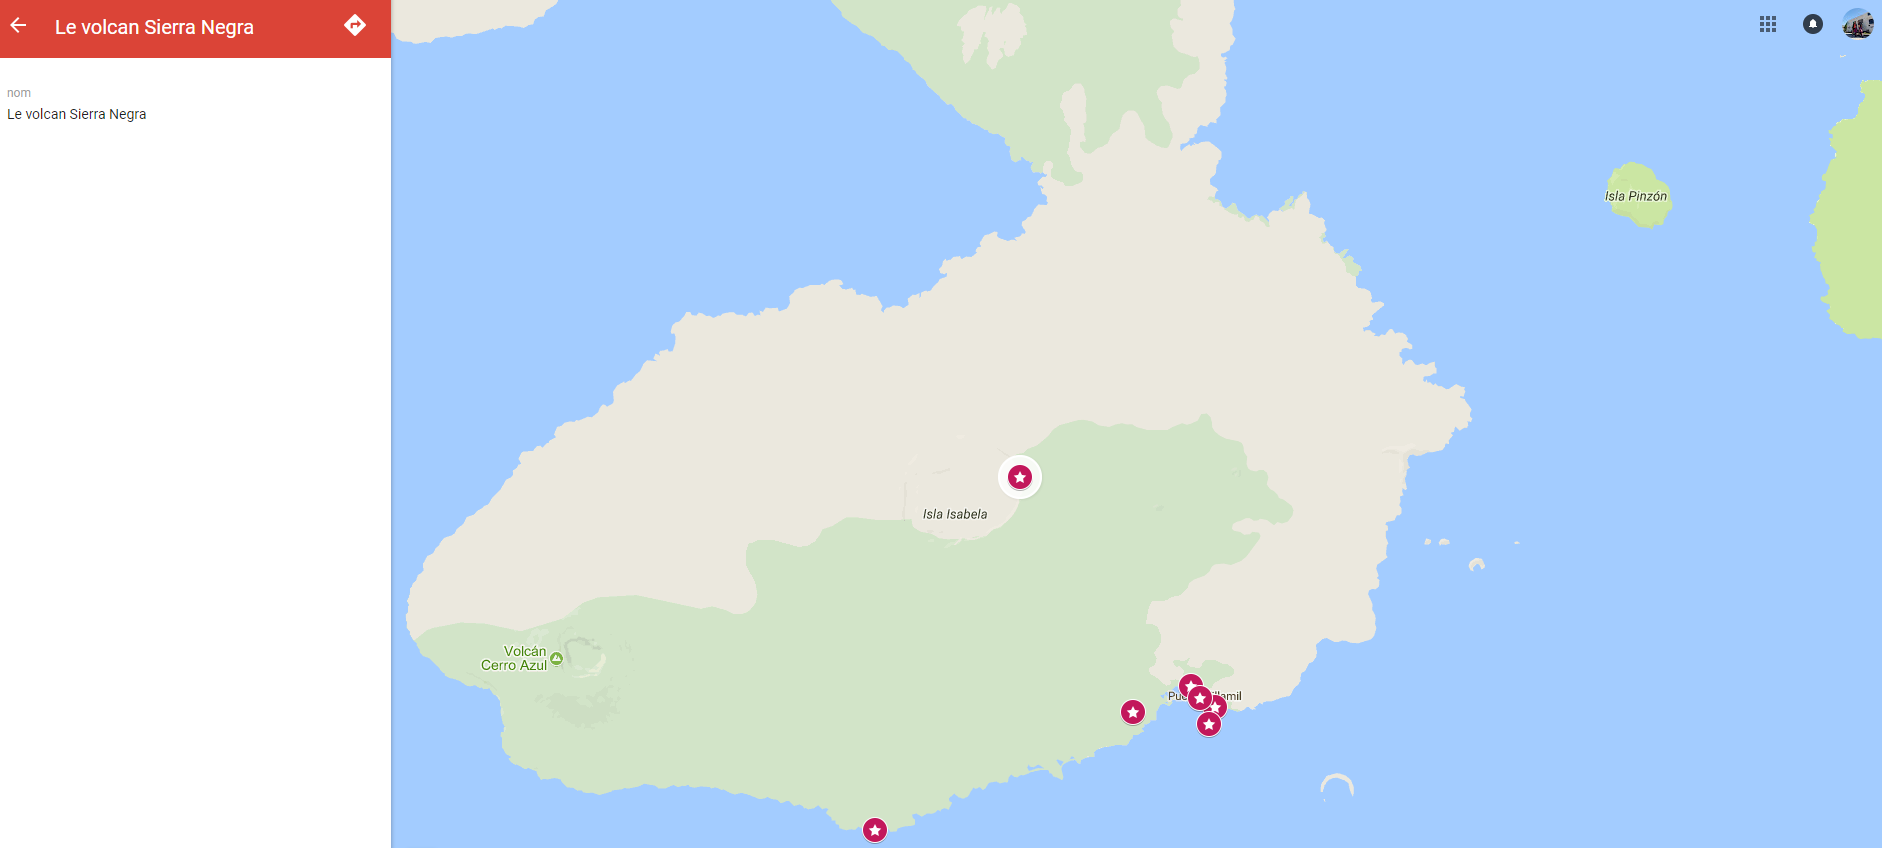 Le volcan Sierra Negra
nom
Le volcan Sierra Negra
Isla Pinzón
Isla Isabela
Volcán
Cerro Azul